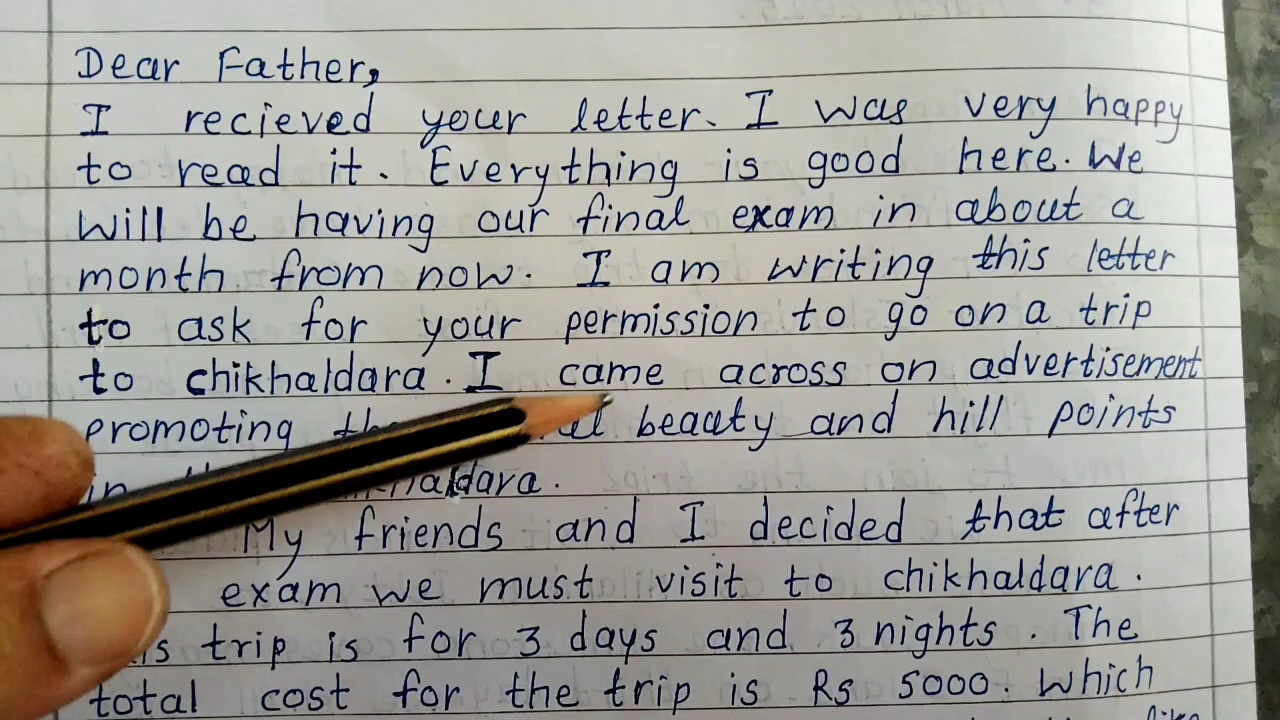 Dear Father,
I recieved your letter. I was very happy
to read it. Everything is good here. We
will be having our final exam in about a
month from now. I am writing this letter
to ask for your permission to go on a trip
to chikhaldara. I came across on advertisement
promoting beauty and hill points
in
My friends and I decided that after
exam we must visit to chikhaldara.
trip is for 3 days and 3 nights. The
total cost for the trip is Rs 5000. Which
like